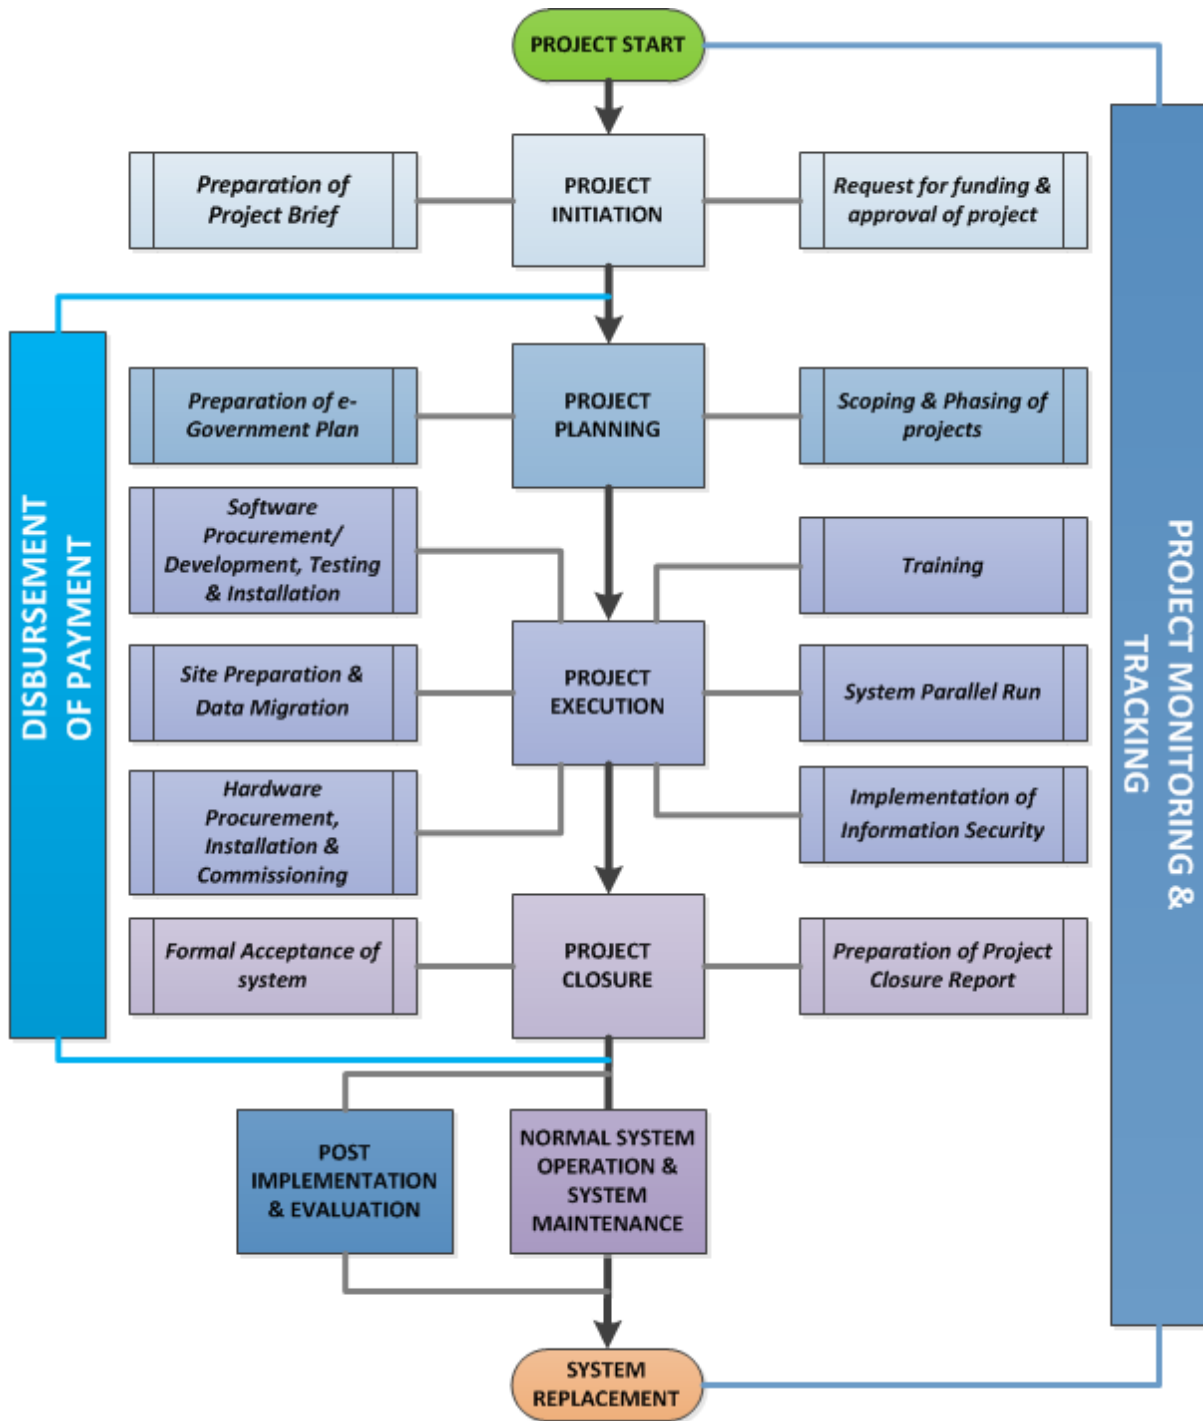 PROJECT START
PROJECT
INITIATION
Preparation of
Project Brief
Request for funding &
approval of project
PROJECT
PLANNING
Preparation of e-
Government Plan
Scoping & Phasing of
projects
Software
Procurement/
Development, Testing
& Installation
Training
PROJECT
EXECUTION
Site Preparation &
Data Migration
System Parallel Run
Hardware
Procurement,
Installation &
Commissioning
Implementation of
Information Security
PROJECT
CLOSURE
Formal Acceptance of
system
Preparation of Project
Closure Report
POST
IMPLEMENTATION
& EVALUATION
NORMAL SYSTEM
OPERATION &
SYSTEM
MAINTENANCE
SYSTEM
REPLACEMENT
DISBURSEMENT
OF PAYMENT
PROJECT MONITORING &
TRACKING